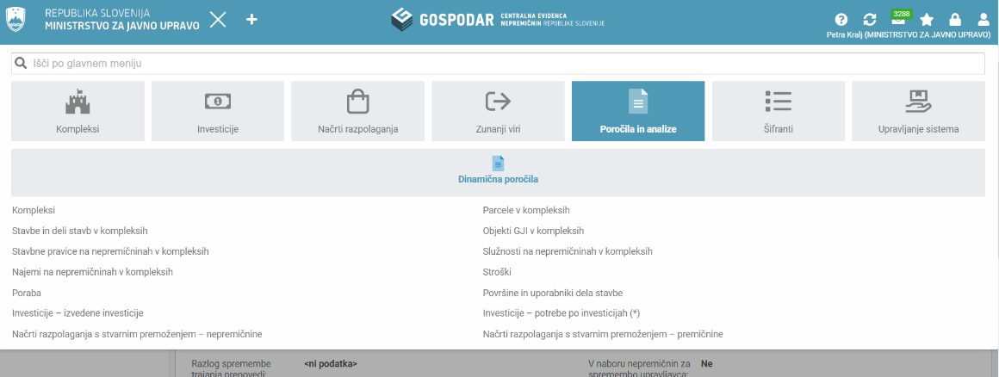 REPUBLIKA SLOVENIJA
MINISTRSTVO ZA JAVNO UPRAVO
GOSPODAR
CENTRALNA EVIDENCA
NEPREMIČNIN REPUBLIKE SLOVENIJE
3288
Petra Kralj (MINISTRSTVO ZA JAVNO UPRAVO)
Išči po glavnem meniju
Kompleksi
Investicije
Načrti razpolaganja
Zunanji viri
Poročila in analize
Šifranti
Upravljanje sistema
Dinamična poročila
Kompleksi
Parcele v kompleksih
Stavbe in deli stavb v kompleksih
Objekti GJI v kompleksih
Stavbne pravice na nepremičninah v kompleksih
Služnosti na nepremičninah v kompleksih
Najemi na nepremičninah v kompleksih
Stroški
Poraba
Površine in uporabniki dela stavbe
Investicije – izvedene investicije
Investicije – potrebe po investicijah (*)
Načrti razpolaganja s stvarnim premoženjem – nepremičnine
Načrti razpolaganja s stvarnim premoženjem – premičnine
Razlog spremembe
trajanja prepovedi:
<ni podatka>
V naboru nepremičnin za
spremembo upravljavca:
Ne